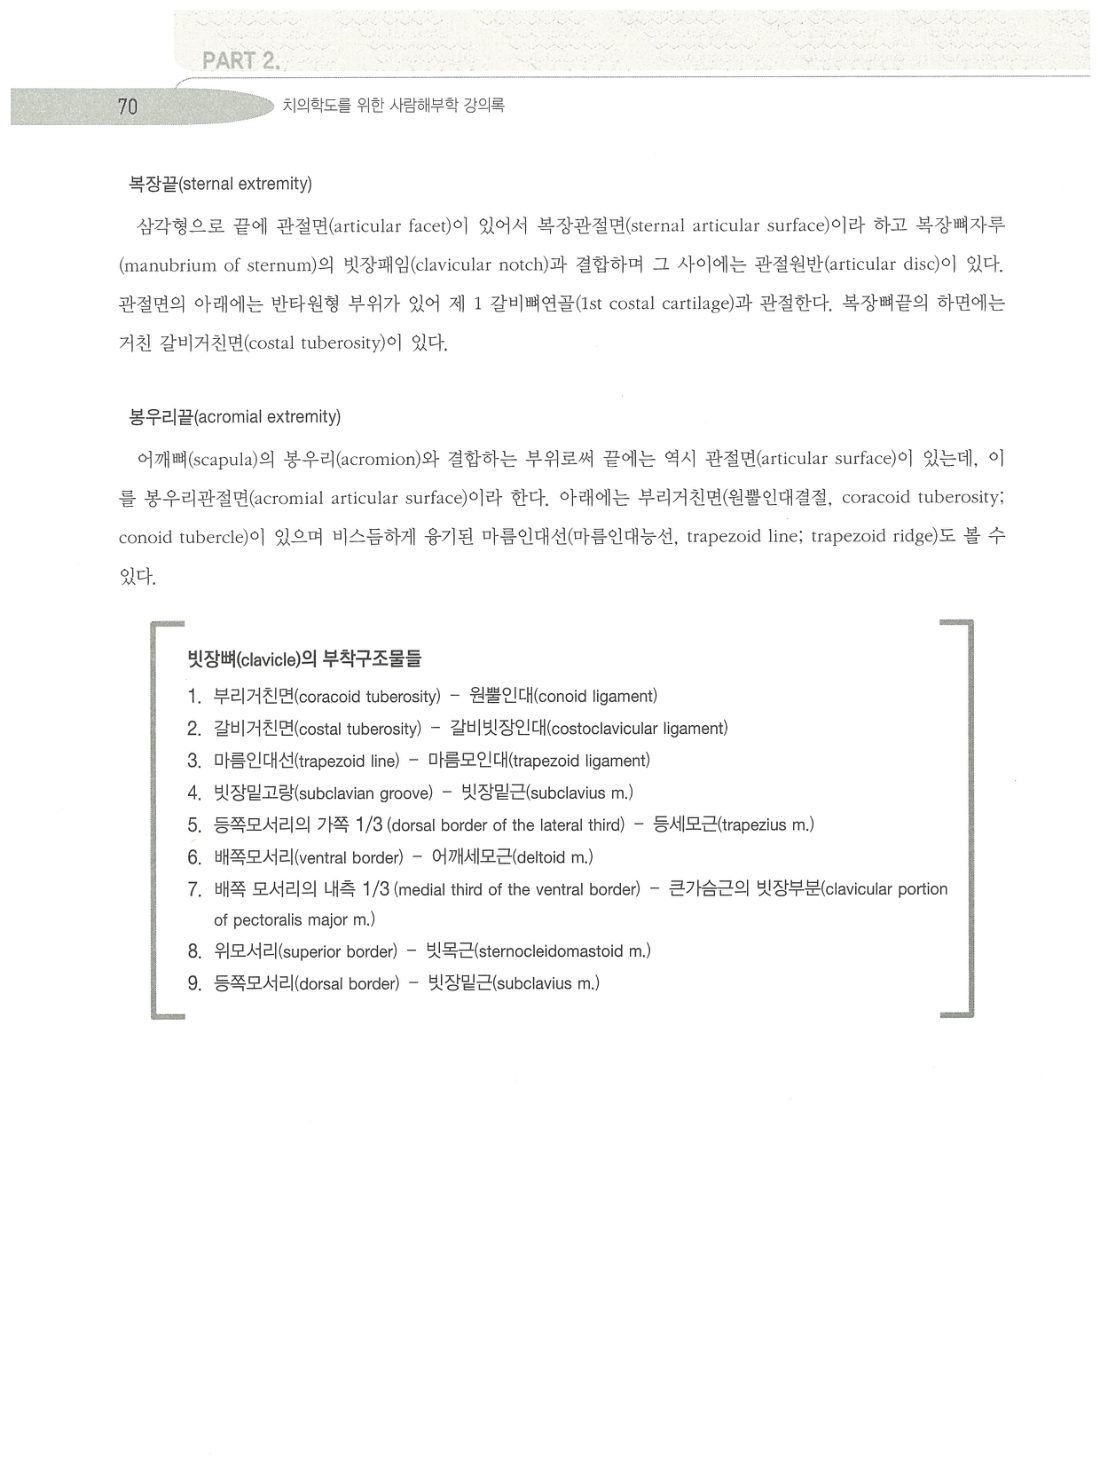 PART 2.
70
치의학도를 위한 사람해부학 강의록
복장끝(sternal extremity)
삼각형으로 끝에 관절면(articular facet)이 있어서 복장관절면(sternal articular surface)이라 하고 복장뼈자루
(manubrium of sternum)의 빗장패임(clavicular notch)과 결합하며 그 사이에는 관절원반(articular disc)이 있다.
관절면의 아래에는 반타원형 부위가 있어 제 1 갈비뼈연골(1st costal cartilage)과 관절한다. 복장뼈끝의 하면에는
거친 갈비거친면(costal tuberosity)이 있다.
봉우리끝(acromial extremity)
어깨뼈(scapula)의 봉우리(acromion)와 결합하는 부위로써 끝에는 역시 관절면(articular surface)이 있는데, 이
를 봉우리관절면(acromial articular surface)이라 한다. 아래에는 부리거친면(원뿔인대결절, coracoid tuberosity;
conoid tubercle)이 있으며 비스듬하게 융기된 마름인대선(마름인대능선, trapezoid line; trapezoid ridge)도 볼 수
있다.
빗장뼈(clavicle)의 부착구조물들
1. 부리거친면(coracoid tuberosity) - 원뿔인대(conoid ligament)
2. 갈비거친면(costal tuberosity) - 갈비빗장인대(costoclavicular ligament)
3. 마름인대선(trapezoid line) - 마름모인대(trapezoid ligament)
4. 빗장밑고랑(subclavian groove) - 빗장밑근(subclavius m.)
5. 등쪽모서리의 가쪽 1/3 (dorsal border of the lateral third) - 등세모근(trapezius m.)
6. 배쪽모서리(ventral border) - 어깨세모근(deltoid m.)
7. 배쪽 모서리의 내측 1/3 (medial third of the ventral border) - 큰가슴근의 빗장부분(clavicular portion
of pectoralis major m.)
8. 위모서리(superior border) - 빗목근(sternocleidomastoid m.)
9. 등쪽모서리(dorsal border) - 빗장밑근(subclavius m.)